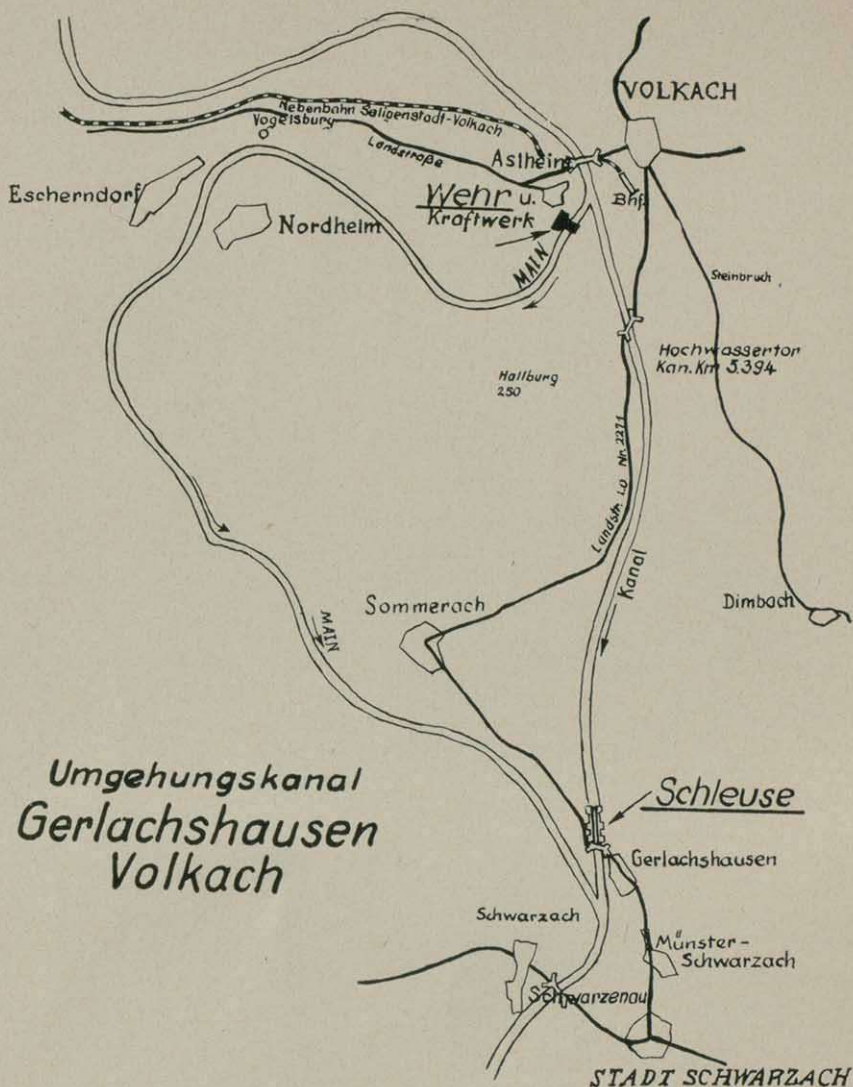 VOLKACH
Nebenbahn Seligenstadt-Volkach
Vogelsburg
Landstraße
Astheim
Escherndorf
Wehr u.
Kraftwerk
Bhf.
Nordheim
MAIN
Steinbruch
Hochwassertor
Kan. Km 5.394
Hallburg
250
Landstr. I.O Nr. 2271
Kanal
Sommerach
Dimbach
MAIN
Umgehungskanal
Gerlachshausen
Volkach
Schleuse
Gerlachshausen
Schwarzach
Münster-
Schwarzach
Schwarzenau
STADT SCHWARZACH